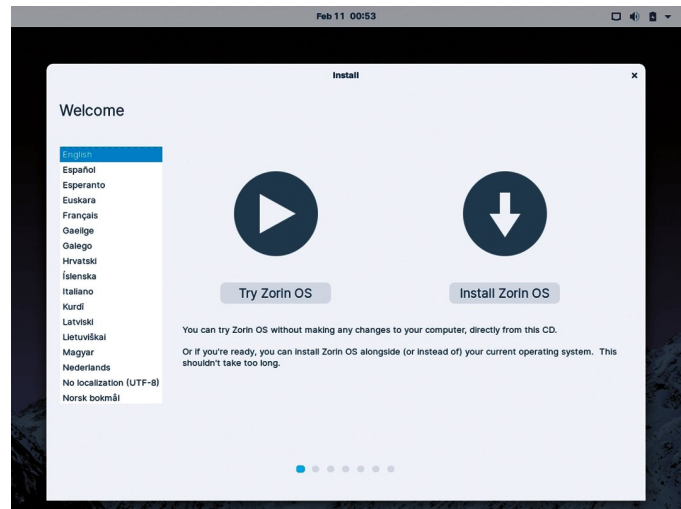 Feb 11 00:53
Install
Welcome
English
Español
Esperanto
Euskara
Français
Gaeilge
Galego
Hrvatski
Íslenska
Italiano
Kurdî
Latviski
Lietuviškai
Magyar
Nederlands
No localization (UTF-8)
Norsk bokmål
Try Zorin OS
Install Zorin OS
You can try Zorin OS without making any changes to your computer, directly from this CD.
Or if you're ready, you can install Zorin OS alongside (or instead of) your current operating system. This
shouldn't take too long.